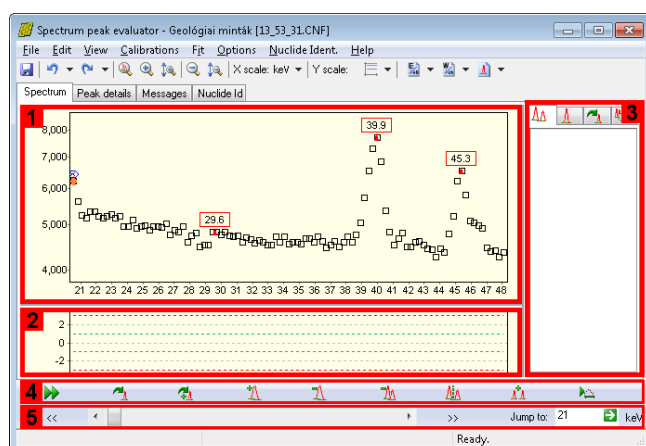 Spectrum peak evaluator - Geológiai minták [13_53_31.CNF]
File Edit View Calibrations Fit Options Nuclide Ident. Help
X scale: keV Y scale:
Spectrum Peak details Messages Nuclide Id
1
3
8,000
7,000
6,000
5,000
4,000
39.9
45.3
29.6
21 22 23 24 25 26 27 28 29 30 31 32 33 34 35 36 37 38 39 40 41 42 43 44 45 46 47 48
2
2
0
-2
4
5 << >> Jump to: 21 keV
Ready.